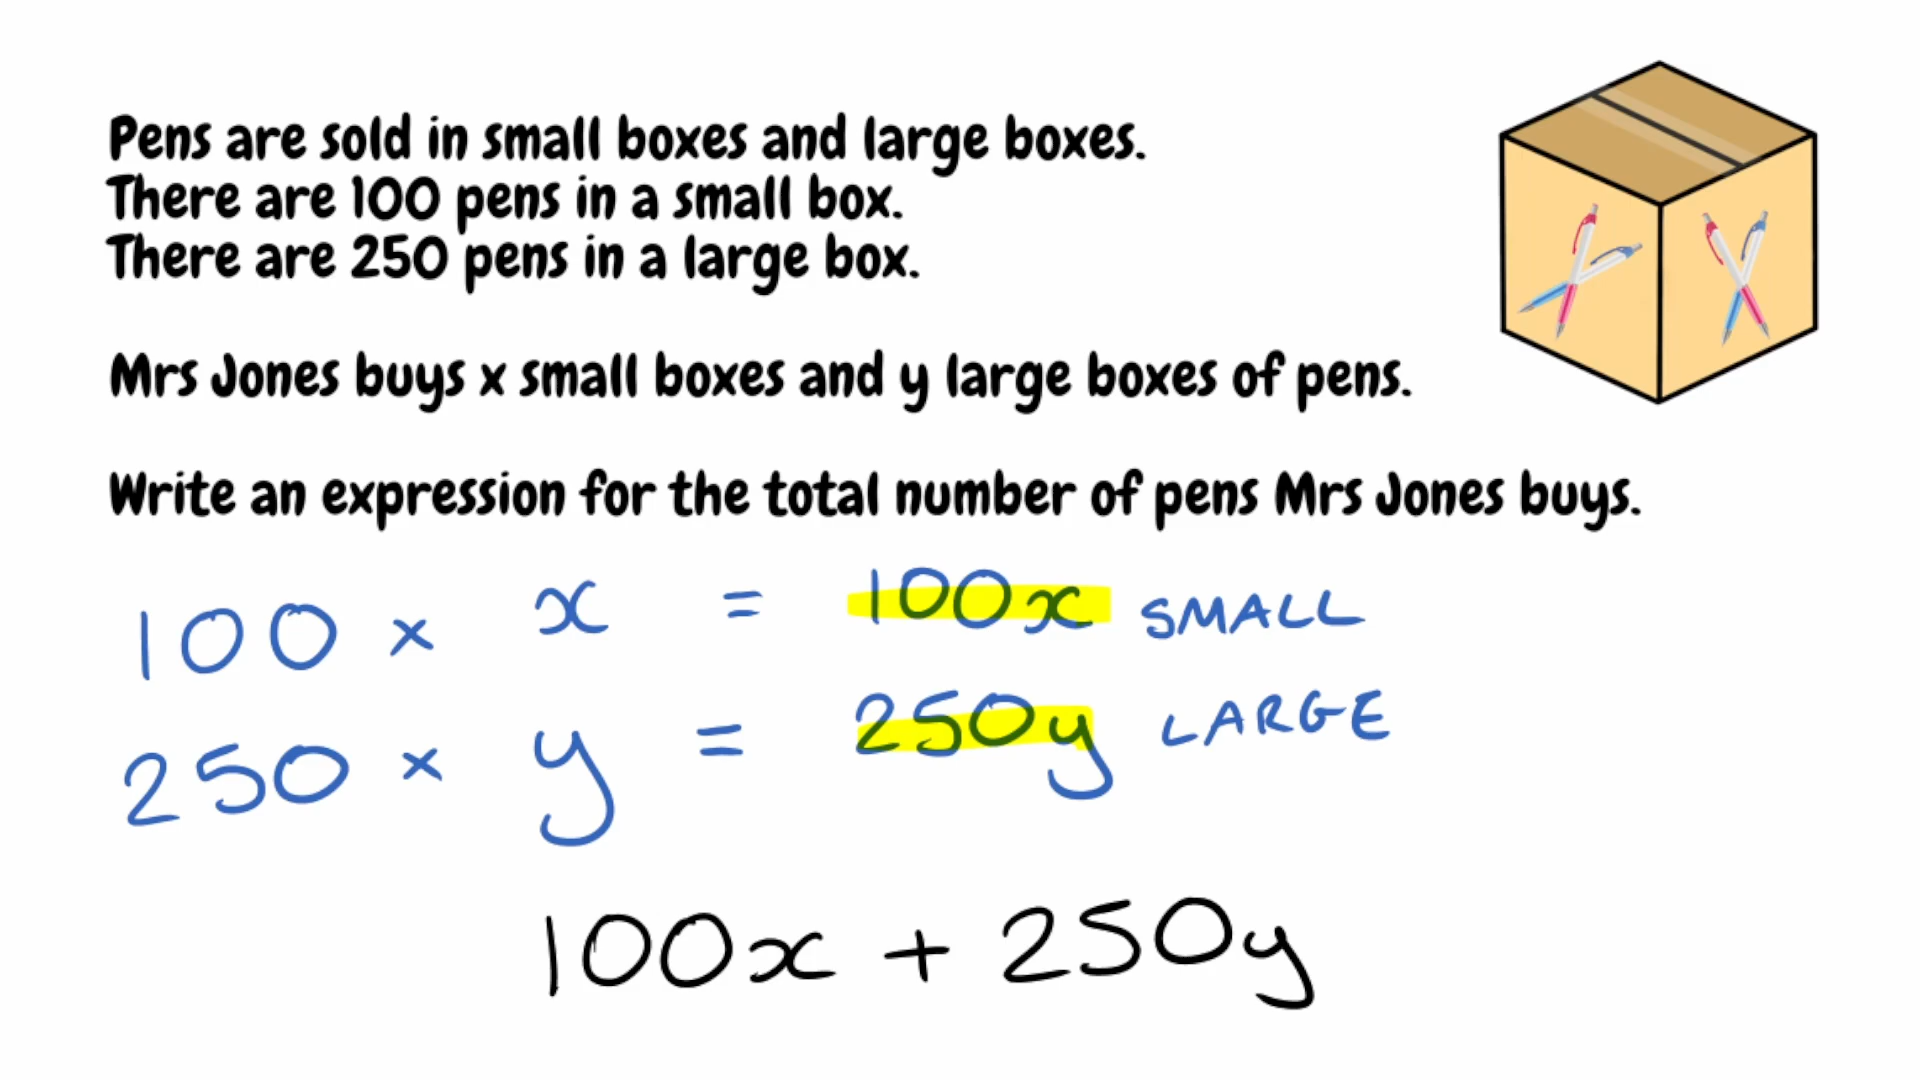 Pens are sold in small boxes and large boxes.
There are 100 pens in a small box.
There are 250 pens in a large box.
Mrs Jones buys x small boxes and y large boxes of pens.
Write an expression for the total number of pens Mrs Jones buys.
100 × x = 100x SMALL
250 × y = 250y LARGE
100x + 250y